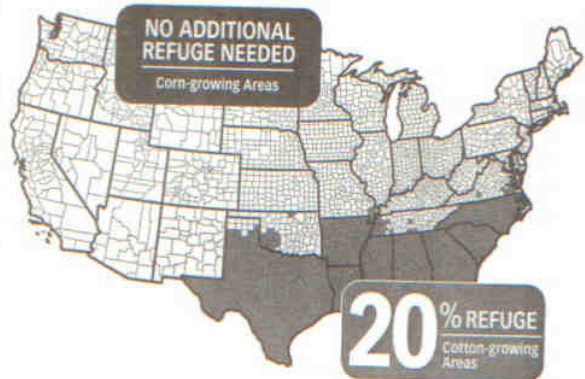 NO ADDITIONAL
REFUGE NEEDED
Corn-growing Areas
20% REFUGE
Cotton-growing
Areas